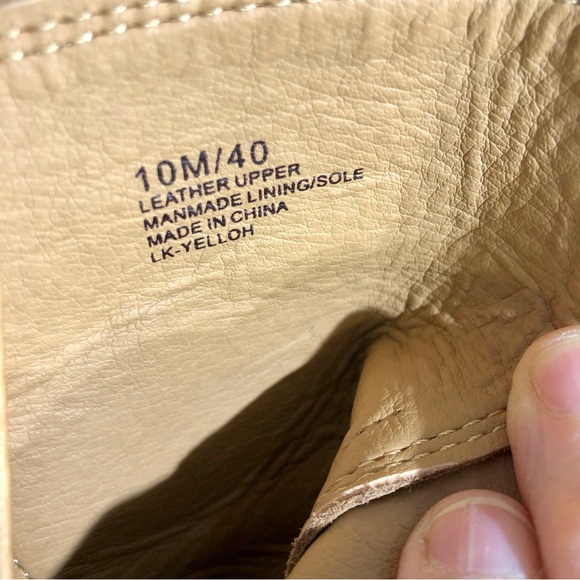 10M/40
LEATHER UPPER
MANMADE LINING/SOLE
MADE IN CHINA
LK-YELLOH